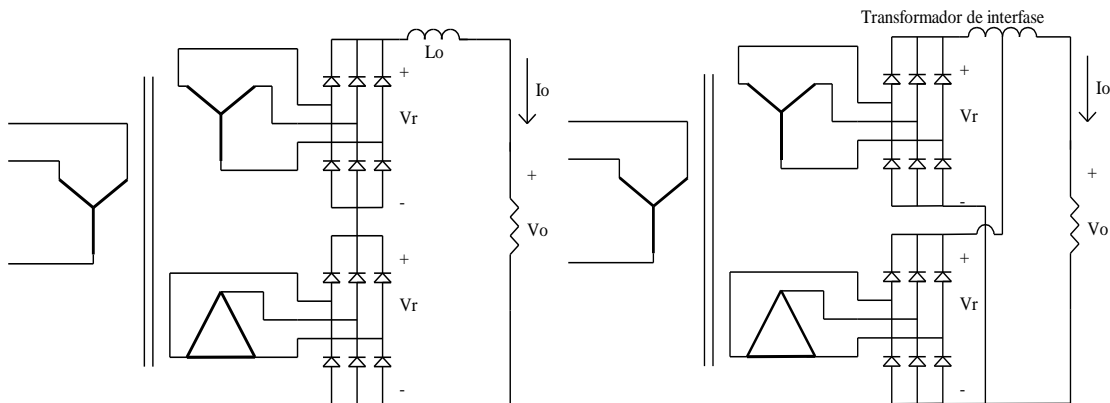 Lo
+
Vr
-
+
Vr
-
Io
+
Vo
Transformador de interfase
+
Vr
-
+
Vr
-
Io
+
Vo